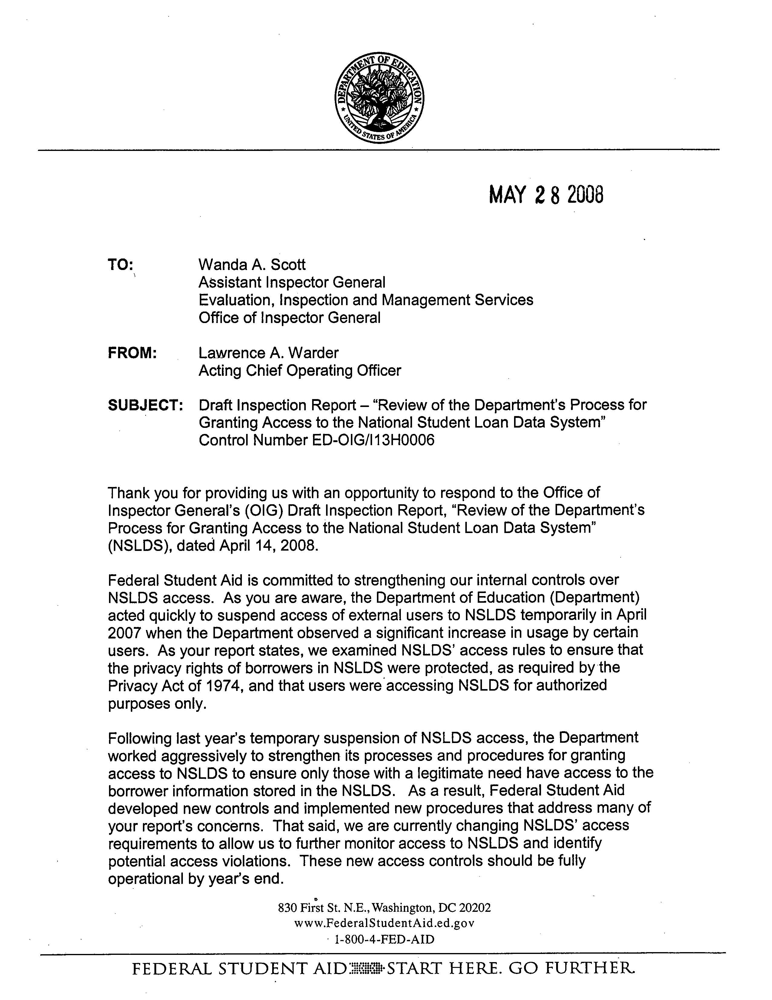 DEPARTMENT OF EDUCATION
UNITED STATES OF AMERICA
MAY 28 2008
TO: Wanda A. Scott
Assistant Inspector General
Evaluation, Inspection and Management Services
Office of Inspector General
FROM: Lawrence A. Warder
Acting Chief Operating Officer
SUBJECT: Draft Inspection Report – “Review of the Department's Process for
Granting Access to the National Student Loan Data System”
Control Number ED-OIG/I13H0006
Thank you for providing us with an opportunity to respond to the Office of
Inspector General's (OIG) Draft Inspection Report, “Review of the Department's
Process for Granting Access to the National Student Loan Data System”
(NSLDS), dated April 14, 2008.
Federal Student Aid is committed to strengthening our internal controls over
NSLDS access. As you are aware, the Department of Education (Department)
acted quickly to suspend access of external users to NSLDS temporarily in April
2007 when the Department observed a significant increase in usage by certain
users. As your report states, we examined NSLDS' access rules to ensure that
the privacy rights of borrowers in NSLDS were protected, as required by the
Privacy Act of 1974, and that users were accessing NSLDS for authorized
purposes only.
Following last year's temporary suspension of NSLDS access, the Department
worked aggressively to strengthen its processes and procedures for granting
access to NSLDS to ensure only those with a legitimate need have access to the
borrower information stored in the NSLDS. As a result, Federal Student Aid
developed new controls and implemented new procedures that address many of
your report's concerns. That said, we are currently changing NSLDS' access
requirements to allow us to further monitor access to NSLDS and identify
potential access violations. These new access controls should be fully
operational by year's end.
830 First St. N.E., Washington, DC 20202
www.FederalStudentAid.ed.gov
1-800-4-FED-AID
FEDERAL STUDENT AID START HERE. GO FURTHER.